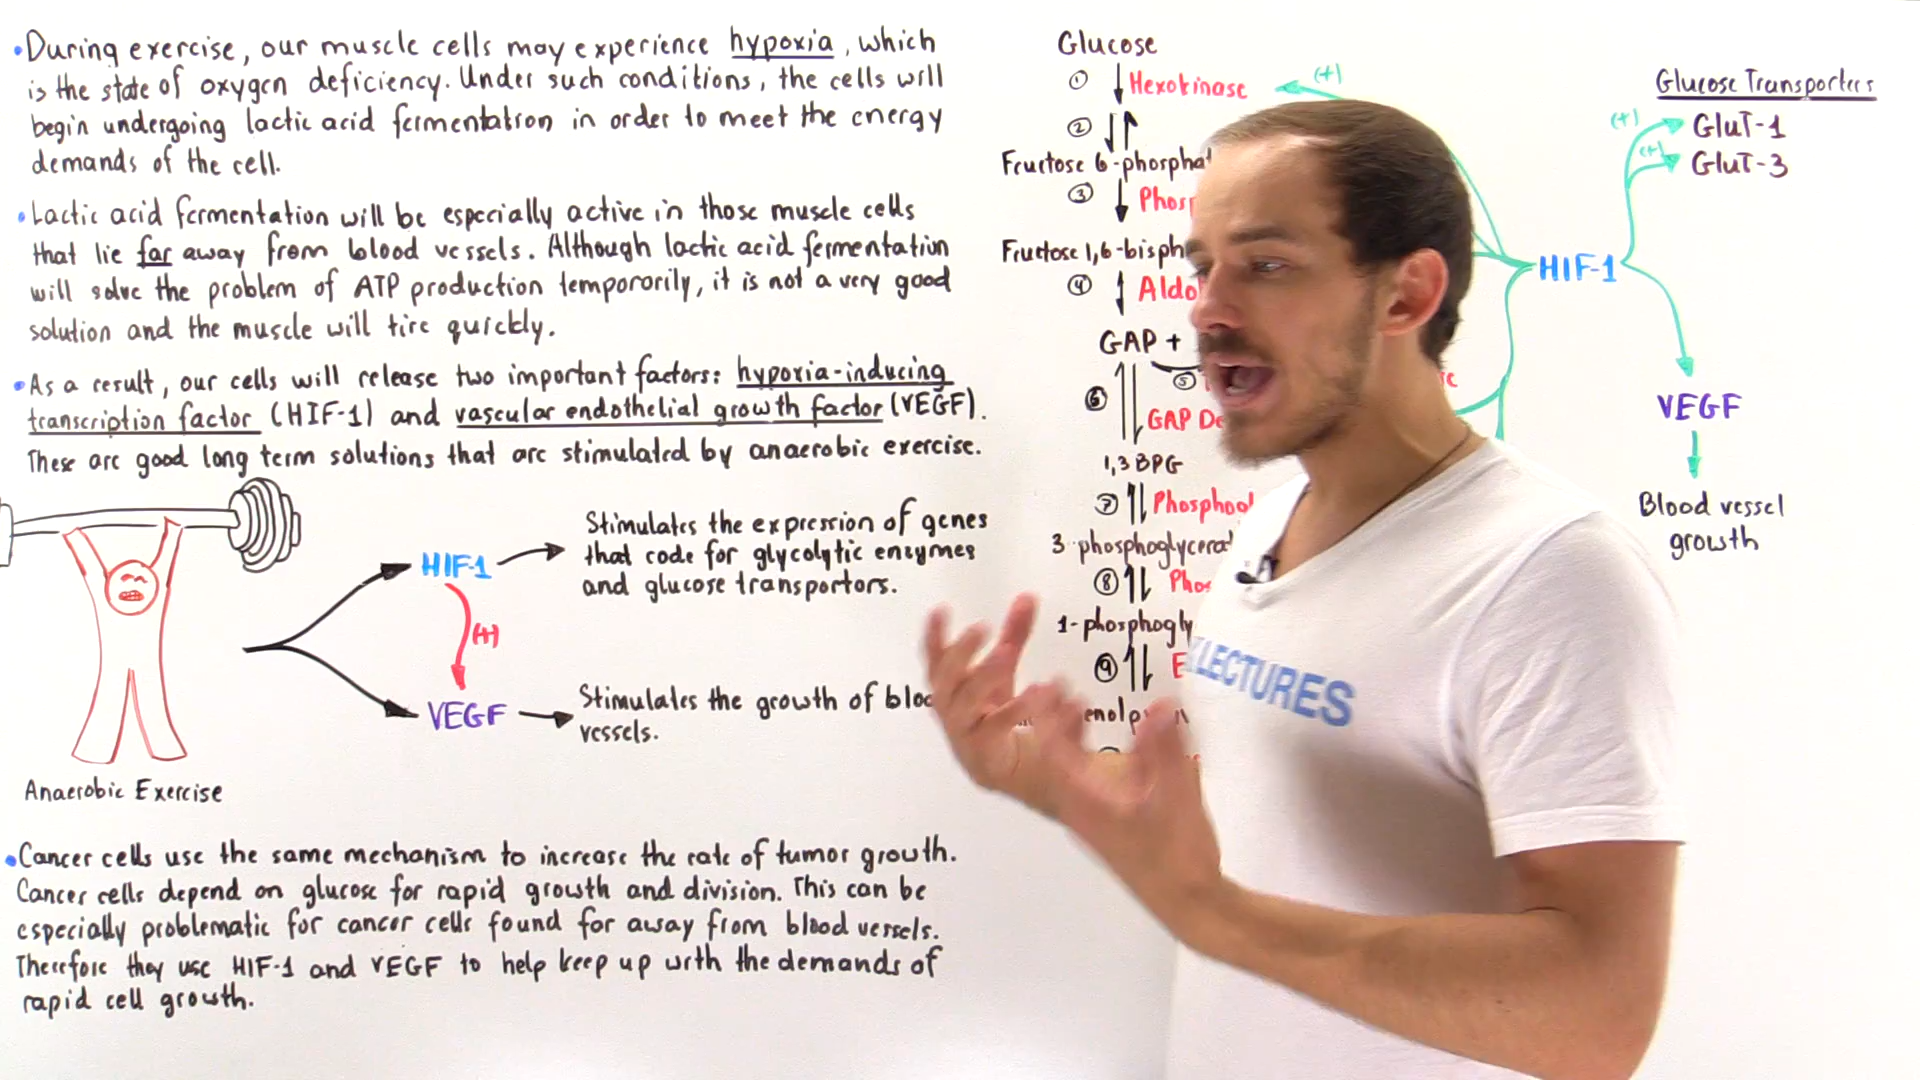 •During exercise, our muscle cells may experience hypoxia, which
is the state of oxygen deficiency. Under such conditions, the cells will
begin undergoing lactic acid fermentation in order to meet the energy
demands of the cell.
•Lactic acid fermentation will be especially active in those muscle cells
that lie far away from blood vessels. Although lactic acid fermentation
will solve the problem of ATP production temporarily, it is not a very good
solution and the muscle will tire quickly.
•As a result, our cells will release two important factors: hypoxia-inducing
transcription factor (HIF-1) and vascular endothelial growth factor (VEGF).
These are good long term solutions that are stimulated by anaerobic exercise.
HIF-1
Stimulates the expression of genes
that code for glycolytic enzymes
and glucose transportors.
(+)
VEGF
Stimulates the growth of
vessels.
Anaerobic Exercise
•Cancer cells use the same mechanism to increase the rate of tumor growth.
Cancer cells depend on glucose for rapid growth and division. This can be
especially problematic for cancer cells found far away from blood vessels.
Therefore they use HIF-1 and VEGF to help keep up with the demands of
rapid cell growth.
Glucose
① Hexokinase
(+)
②
Fructose 6-phosphat
③ Phos
Fructose 1,6-bisph
④ Aldo
GAP +
⑤
⑥ GAP De
1,3 BPG
⑦ Phospho
3-phosphoglycerat
⑧ Pho
1-phosphogly
⑨ E
enolp
LECTURES
Glucose Transporters
(+) GluT-1
(+) GluT-3
HIF-1
VEGF
Blood vessel
growth